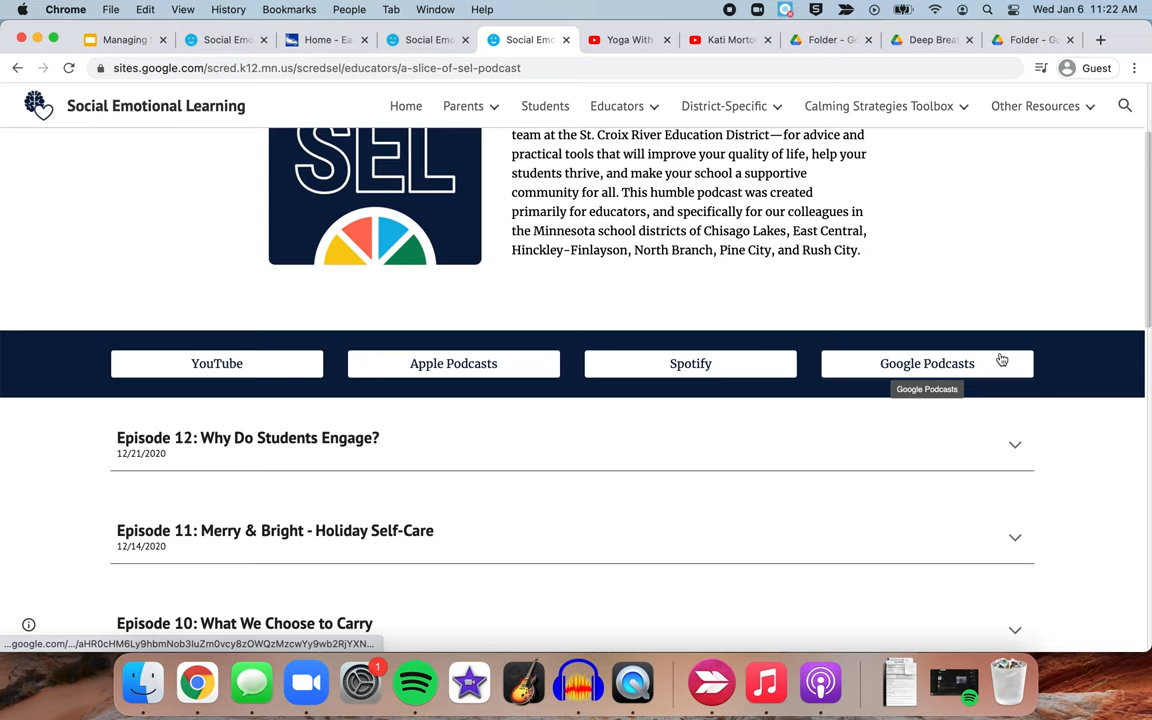 Chrome File Edit View History Bookmarks People Tab Window Help Wed Jan 6 11:22 AM
Managing Social Emo Home - Ea Social Emo Social Emo Yoga With Kati Morto Folder - Go Deep Breat Folder - Go
sites.google.com/scred.k12.mn.us/scredsel/educators/a-slice-of-sel-podcast Guest
Social Emotional Learning Home Parents Students Educators District-Specific Calming Strategies Toolbox Other Resources
SEL
team at the St. Croix River Education District—for advice and
practical tools that will improve your quality of life, help your
students thrive, and make your school a supportive
community for all. This humble podcast was created
primarily for educators, and specifically for our colleagues in
the Minnesota school districts of Chisago Lakes, East Central,
Hinckley-Finlayson, North Branch, Pine City, and Rush City.
YouTube Apple Podcasts Spotify Google Podcasts
Google Podcasts
Episode 12: Why Do Students Engage?
12/21/2020
Episode 11: Merry & Bright - Holiday Self-Care
12/14/2020
Episode 10: What We Choose to Carry
1